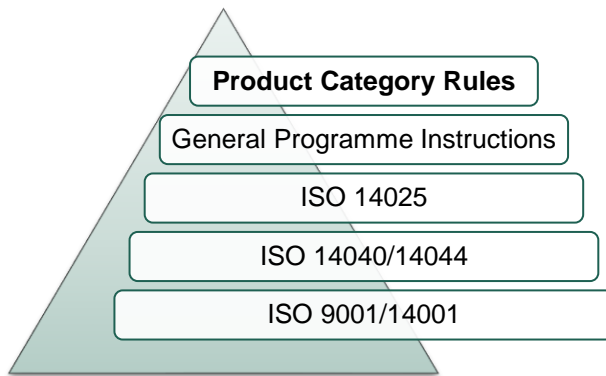 Product Category Rules
General Programme Instructions
ISO 14025
ISO 14040/14044
ISO 9001/14001